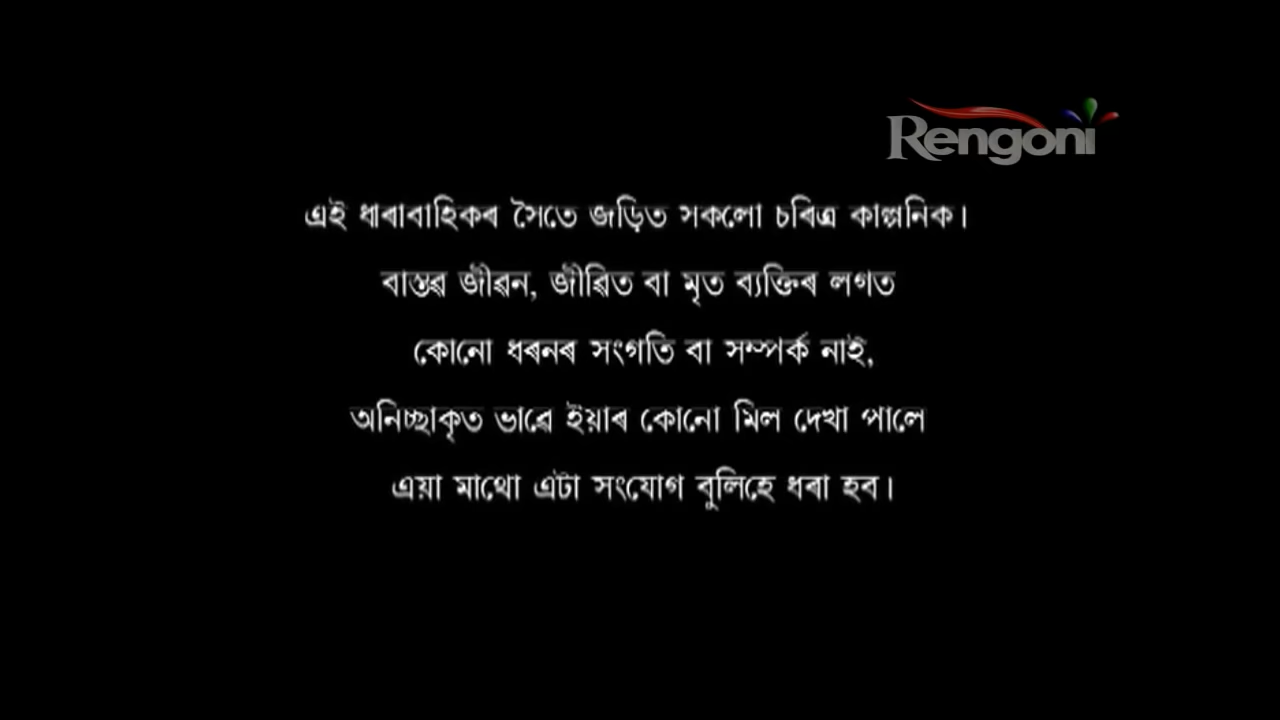 Rengoni
এই ধাৰাবাহিকৰ সৈতে জড়িত সকলো চৰিত্ৰ কাল্পনিক।
বাস্তৱ জীৱন, জীৱিত বা মৃত ব্যক্তিৰ লগত
কোনো ধৰনৰ সংগতি বা সম্পৰ্ক নাই,
অনিচ্ছাকৃত ভাৱে ইয়াৰ কোনো মিল দেখা পালে
এয়া মাথো এটা সংযোগ বুলিহে ধৰা হব।